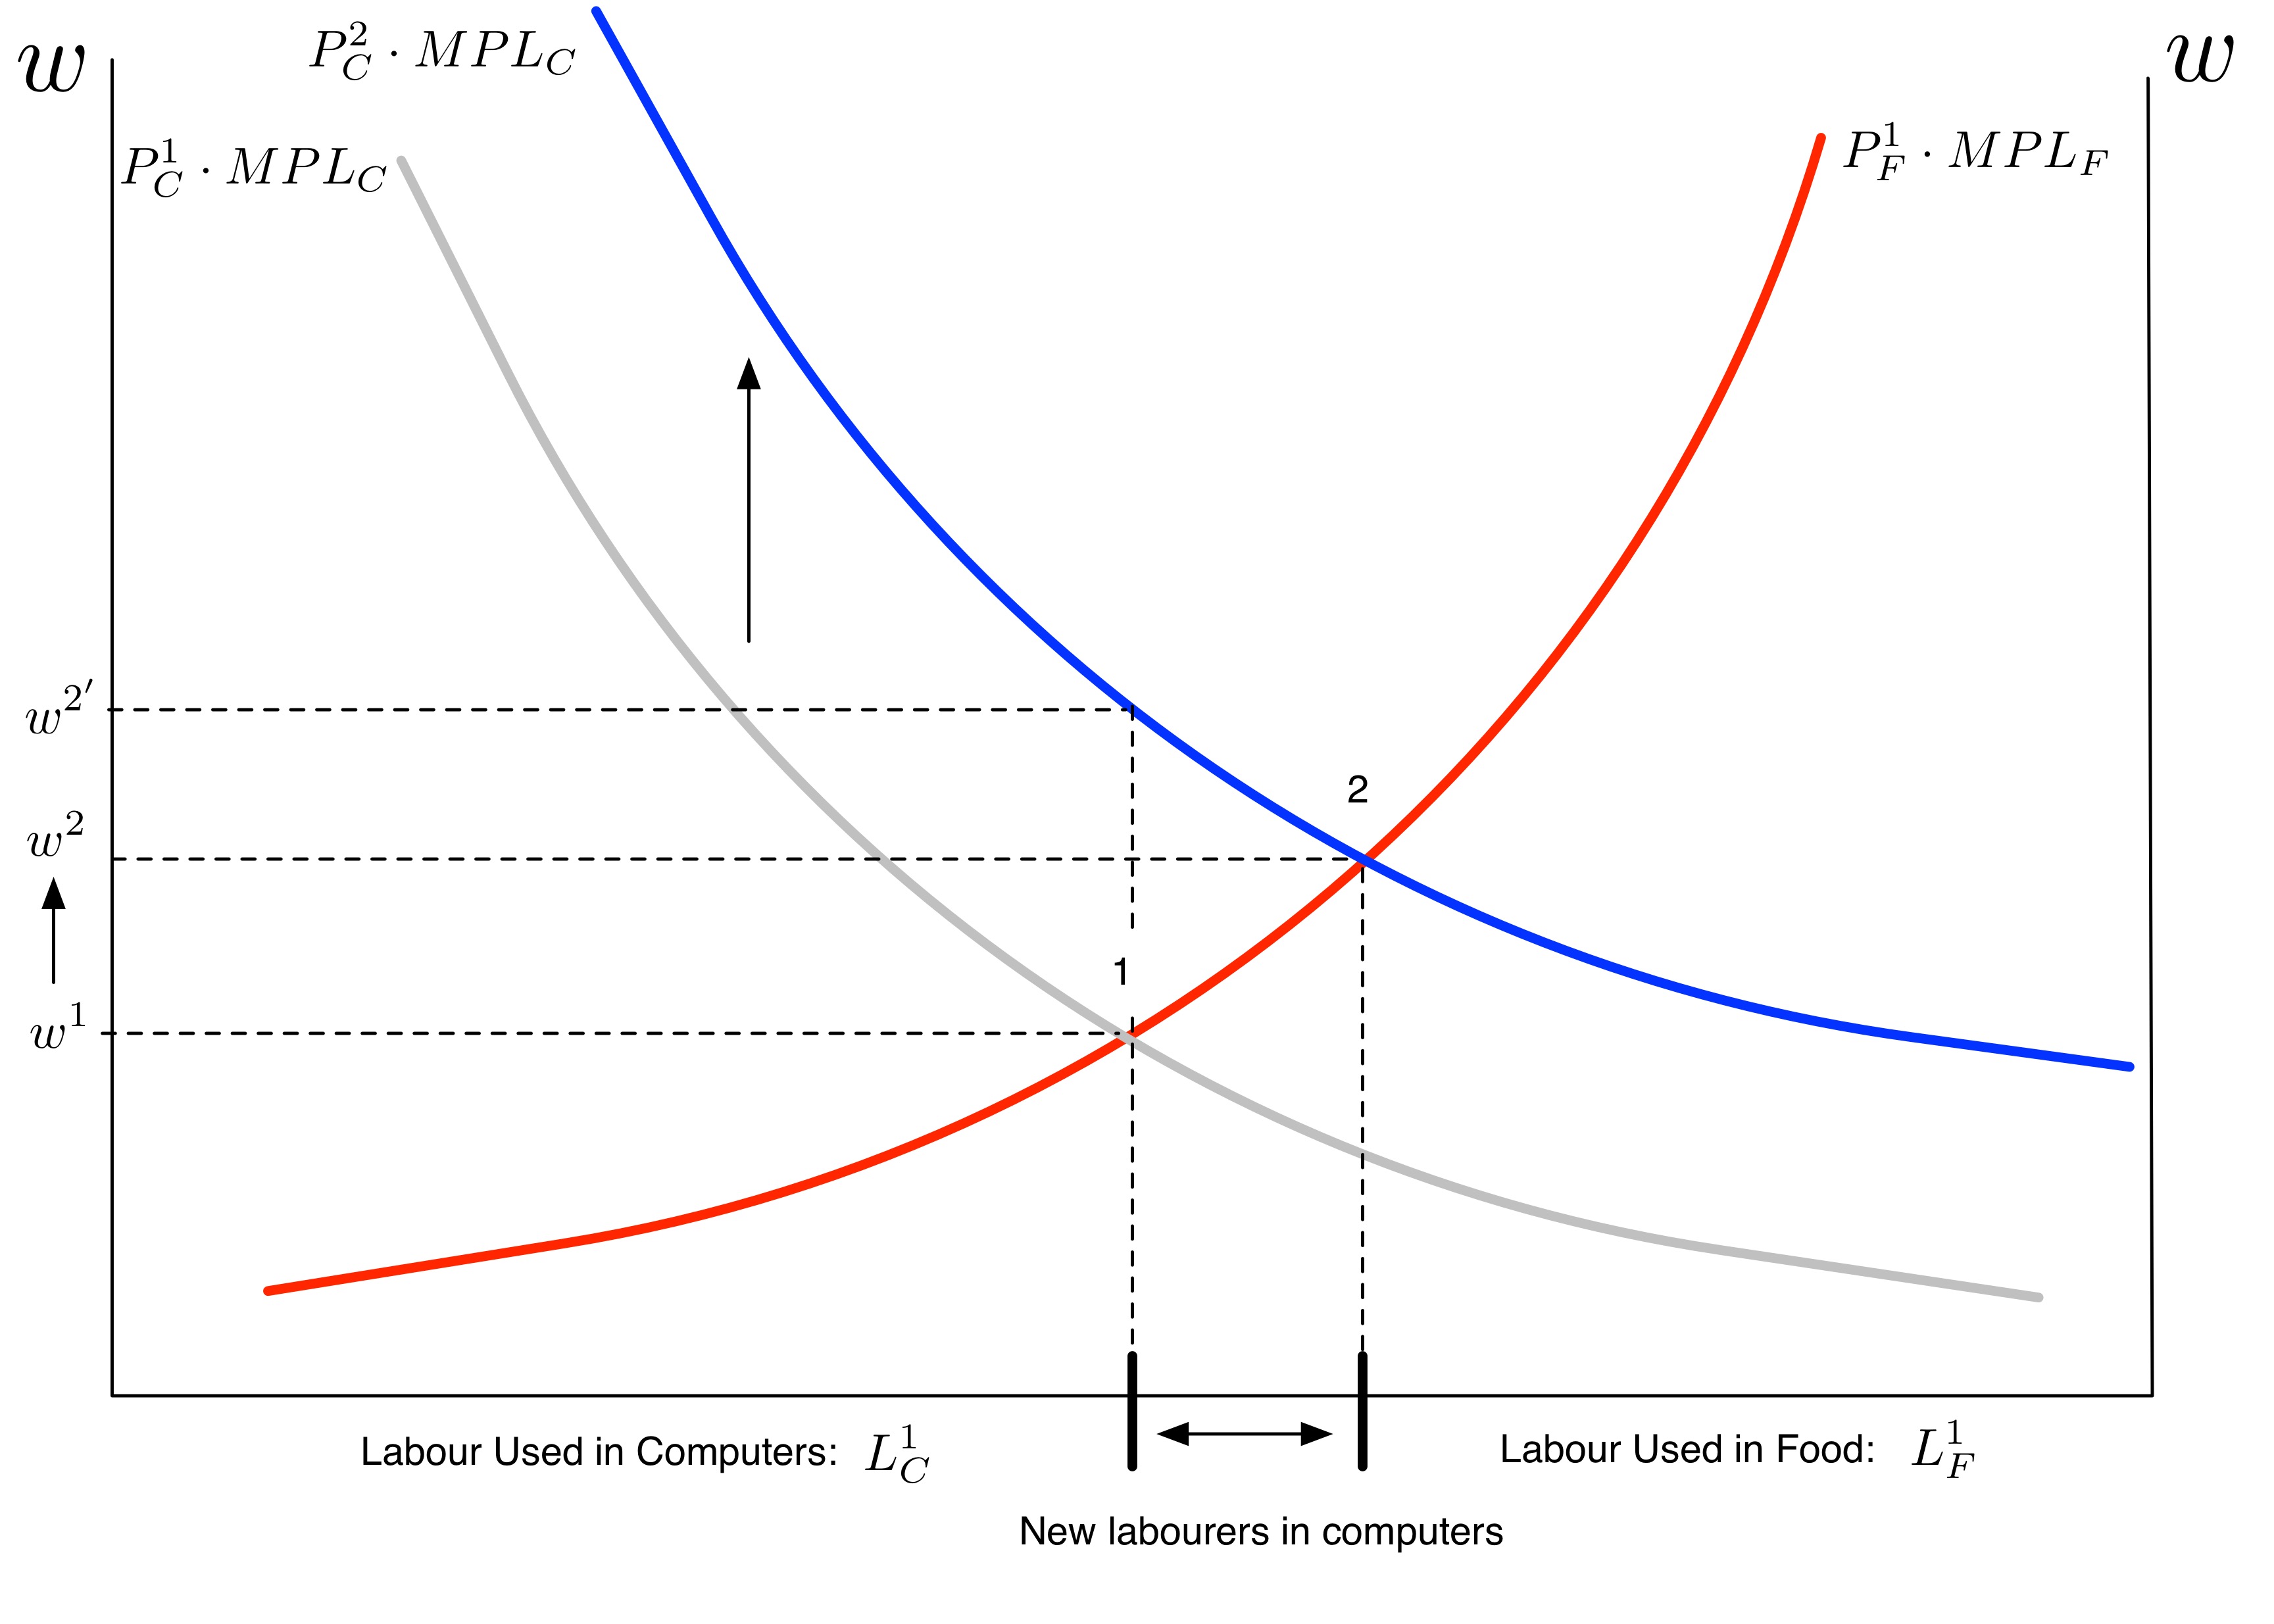 w
w
P_C^2 · MPL_C
P_C^1 · MPL_C
P_F^1 · MPL_F
w^{2'}
2
w^2
1
w^1
Labour Used in Computers: L_C^1
Labour Used in Food: L_F^1
New labourers in computers